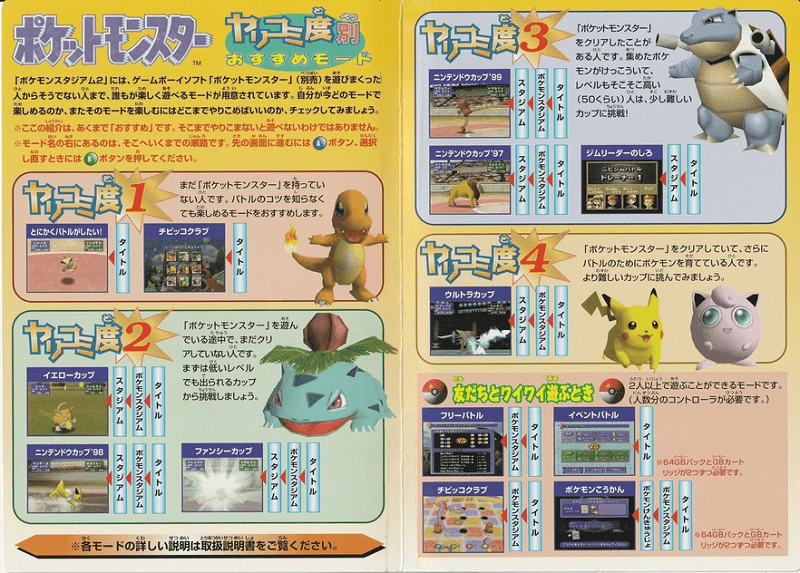 ポケットモンスター
ヤリコミ度別
おすすめモード
「ポケモンスタジアム2」には、ゲームボーイソフト「ポケットモンスター」(別売)を遊びまくった
人からそうでない人まで、誰もが楽しく遊べるモードが用意されています。自分が今どのモードで
楽しめるのか、またそのモードを楽しむにはどこまでやりこめばいいのか、チェックしてみましょう。
※ここの紹介は、あくまで「おすすめ」です。そこまでやりこまないと遊べないわけではありません。
※モード名の右にあるのは、そこへいくまでの順路です。先の画面に進むには Aボタン、選択
し直すときには Bボタンを押してください。
ヤリコミ度1
まだ「ポケットモンスター」を持ってい
ない人です。バトルのコツを知らなく
ても楽しめるモードをおすすめします。
とにかくバトルがしたい!
タイトル
チビッコクラブ
タイトル
ヤリコミ度2
「ポケットモンスター」を遊ん
でいる途中で、まだクリ
アしていない人です。
まずは低いレベル
でも出られるカップ
から挑戦しましょう。
イエローカップ
スタジアム
ポケモンスタジアム
タイトル
ニンテンドウカップ'98
スタジアム
ポケモンスタジアム
タイトル
ファンシーカップ
スタジアム
ポケモンスタジアム
タイトル
※各モードの詳しい説明は取扱説明書をご覧ください。
ヤリコミ度3
「ポケットモンスター」
をクリアしたことが
ある人です。集めたポケ
モンがけっこういて、
レベルもそこそこ高い
(50くらい)人は、少し難しい
カップに挑戦!
ニンテンドウカップ'99
スタジアム
ポケモンスタジアム
タイトル
ニンテンドウカップ'97
スタジアム
ポケモンスタジアム
タイトル
ジムリーダーのしろ
ニビジムバトル
トレーナー1
スタジアム
タイトル
ヤリコミ度4
「ポケットモンスター」をクリアしていて、さらに
バトルのためにポケモンを育てている人です。
より難しいカップに挑んでみましょう。
ウルトラカップ
スタジアム
ポケモンスタジアム
タイトル
友だちとワイワイ遊ぶとき
2人以上で遊ぶことができるモードです。
(人数分のコントローラが必要です。)
フリーバトル
スタジアム
ポケモンスタジアム
タイトル
イベントバトル
タイトル
※64GBパックとGBカート
リッジが2つずつ必要です。
チビッコクラブ
タイトル
ポケモンこうかん
ポケモンけんきゅうじょ
タイトル
※64GBパックとGBカート
リッジが2つずつ必要です。